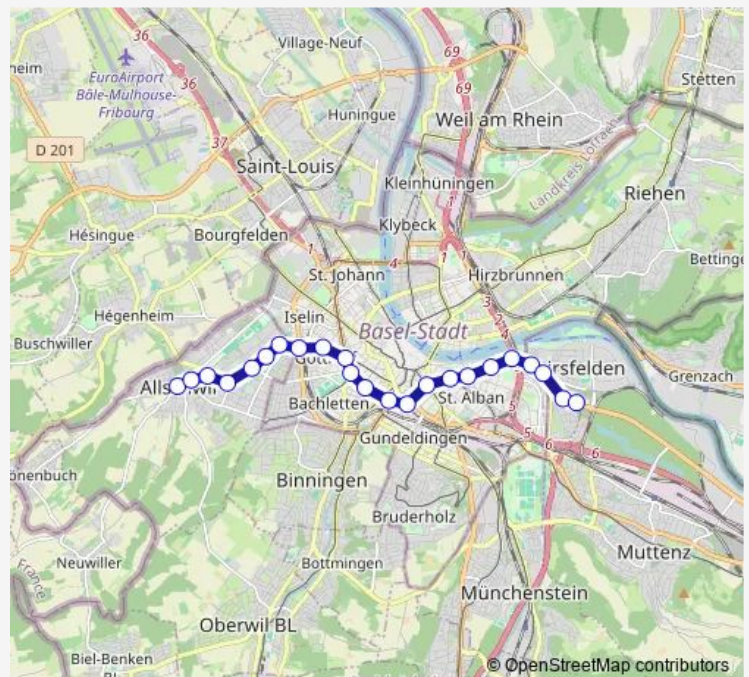 36
Village-Neuf
69
36
EuroAirport
Bâle-Mulhouse-
Fribourg
69
Stetten
Huningue
Weil am Rhein
37
D 201
Saint-Louis
Landkreis Lörrach
Kleinhüningen
Riehen
1
Klybeck
Hésingue
Bourgfelden
1
1
1
Bettinge
St. Johann
4
Hirzbrunnen
3
2
Hégenheim
Iselin
Basel-Stadt
Buschwiller
Grenzach
Bachletten
St. Alban
5
6
Gundeldingen
5
6
Binningen
önenbuch
Bruderholz
Neuwiller
Muttenz
Bottmingen
France
Münchenstein
Oberwil BL
Biel-Benken
© OpenStreetMap contributors